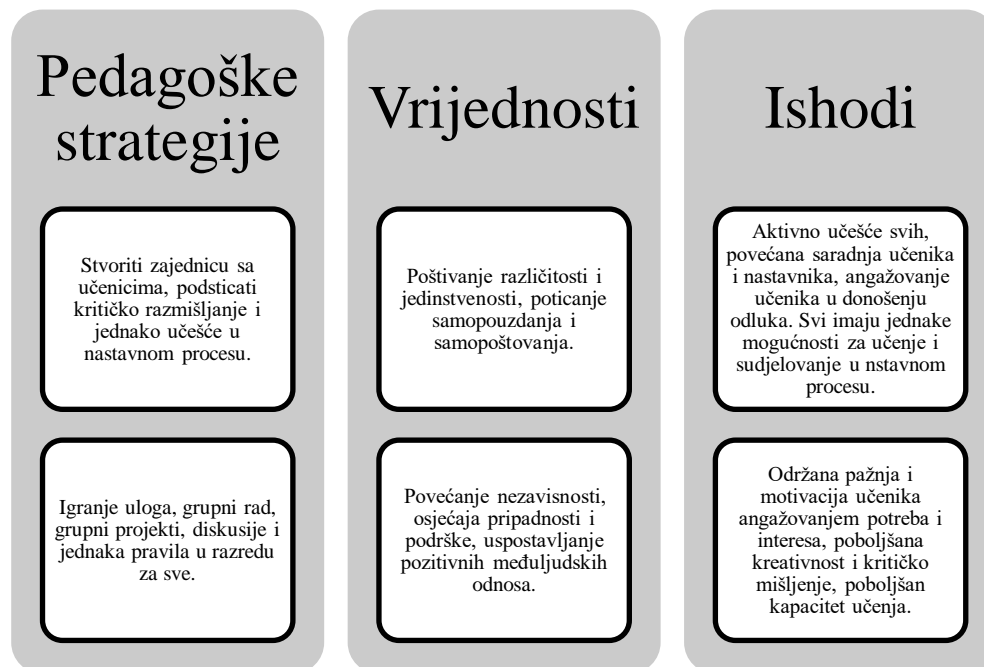 Pedagoške
strategije
Stvoriti zajednicu sa
učenicima, podsticati
kritičko razmišljanje i
jednako učešće u
nastavnom procesu.
Igranje uloga, grupni rad,
grupni projekti, diskusije i
jednaka pravila u razredu
za sve.
Vrijednosti
Poštivanje različitosti i
jedinstvenosti, poticanje
samopouzdanja i
samopoštovanja.
Povećanje nezavisnosti,
osjećaja pripadnosti i
podrške, uspostavljanje
pozitivnih međuljudskih
odnosa.
Ishodi
Aktivno učešće svih,
povećana saradnja učenika
i nastavnika, angažovanje
učenika u donošenju
odluka. Svi imaju jednake
mogućnosti za učenje i
sudjelovanje u nstavnom
procesu.
Održana pažnja i
motivacija učenika
angažovanjem potreba i
interesa, poboljšana
kreativnost i kritičko
mišljenje, poboljšan
kapacitet učenja.